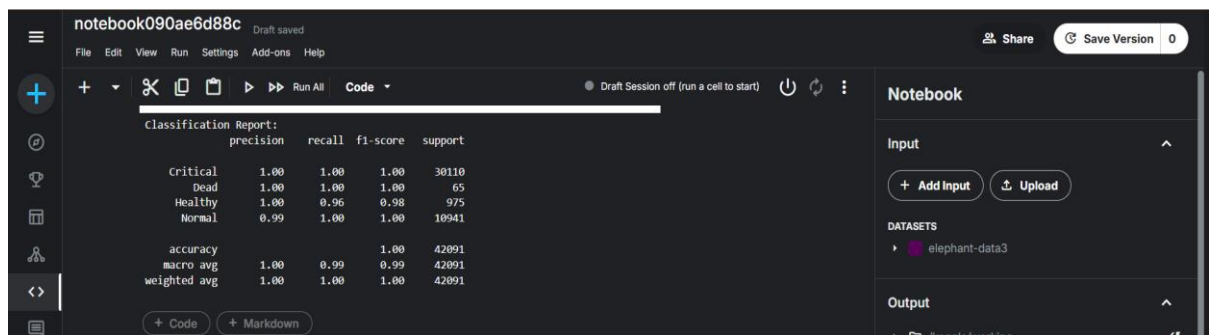 notebook090ae6d88c Draft saved
File Edit View Run Settings Add-ons Help
Share
Save Version 0
Run All Code
Draft Session off (run a cell to start)
Classification Report:
precision recall f1-score support
Critical 1.00 1.00 1.00 30110
Dead 1.00 1.00 1.00 65
Healthy 1.00 0.96 0.98 975
Normal 0.99 1.00 1.00 10941
accuracy 1.00 42091
macro avg 1.00 0.99 0.99 42091
weighted avg 1.00 1.00 1.00 42091
+ Code + Markdown
Notebook
Input
+ Add Input Upload
DATASETS
elephant-data3
Output